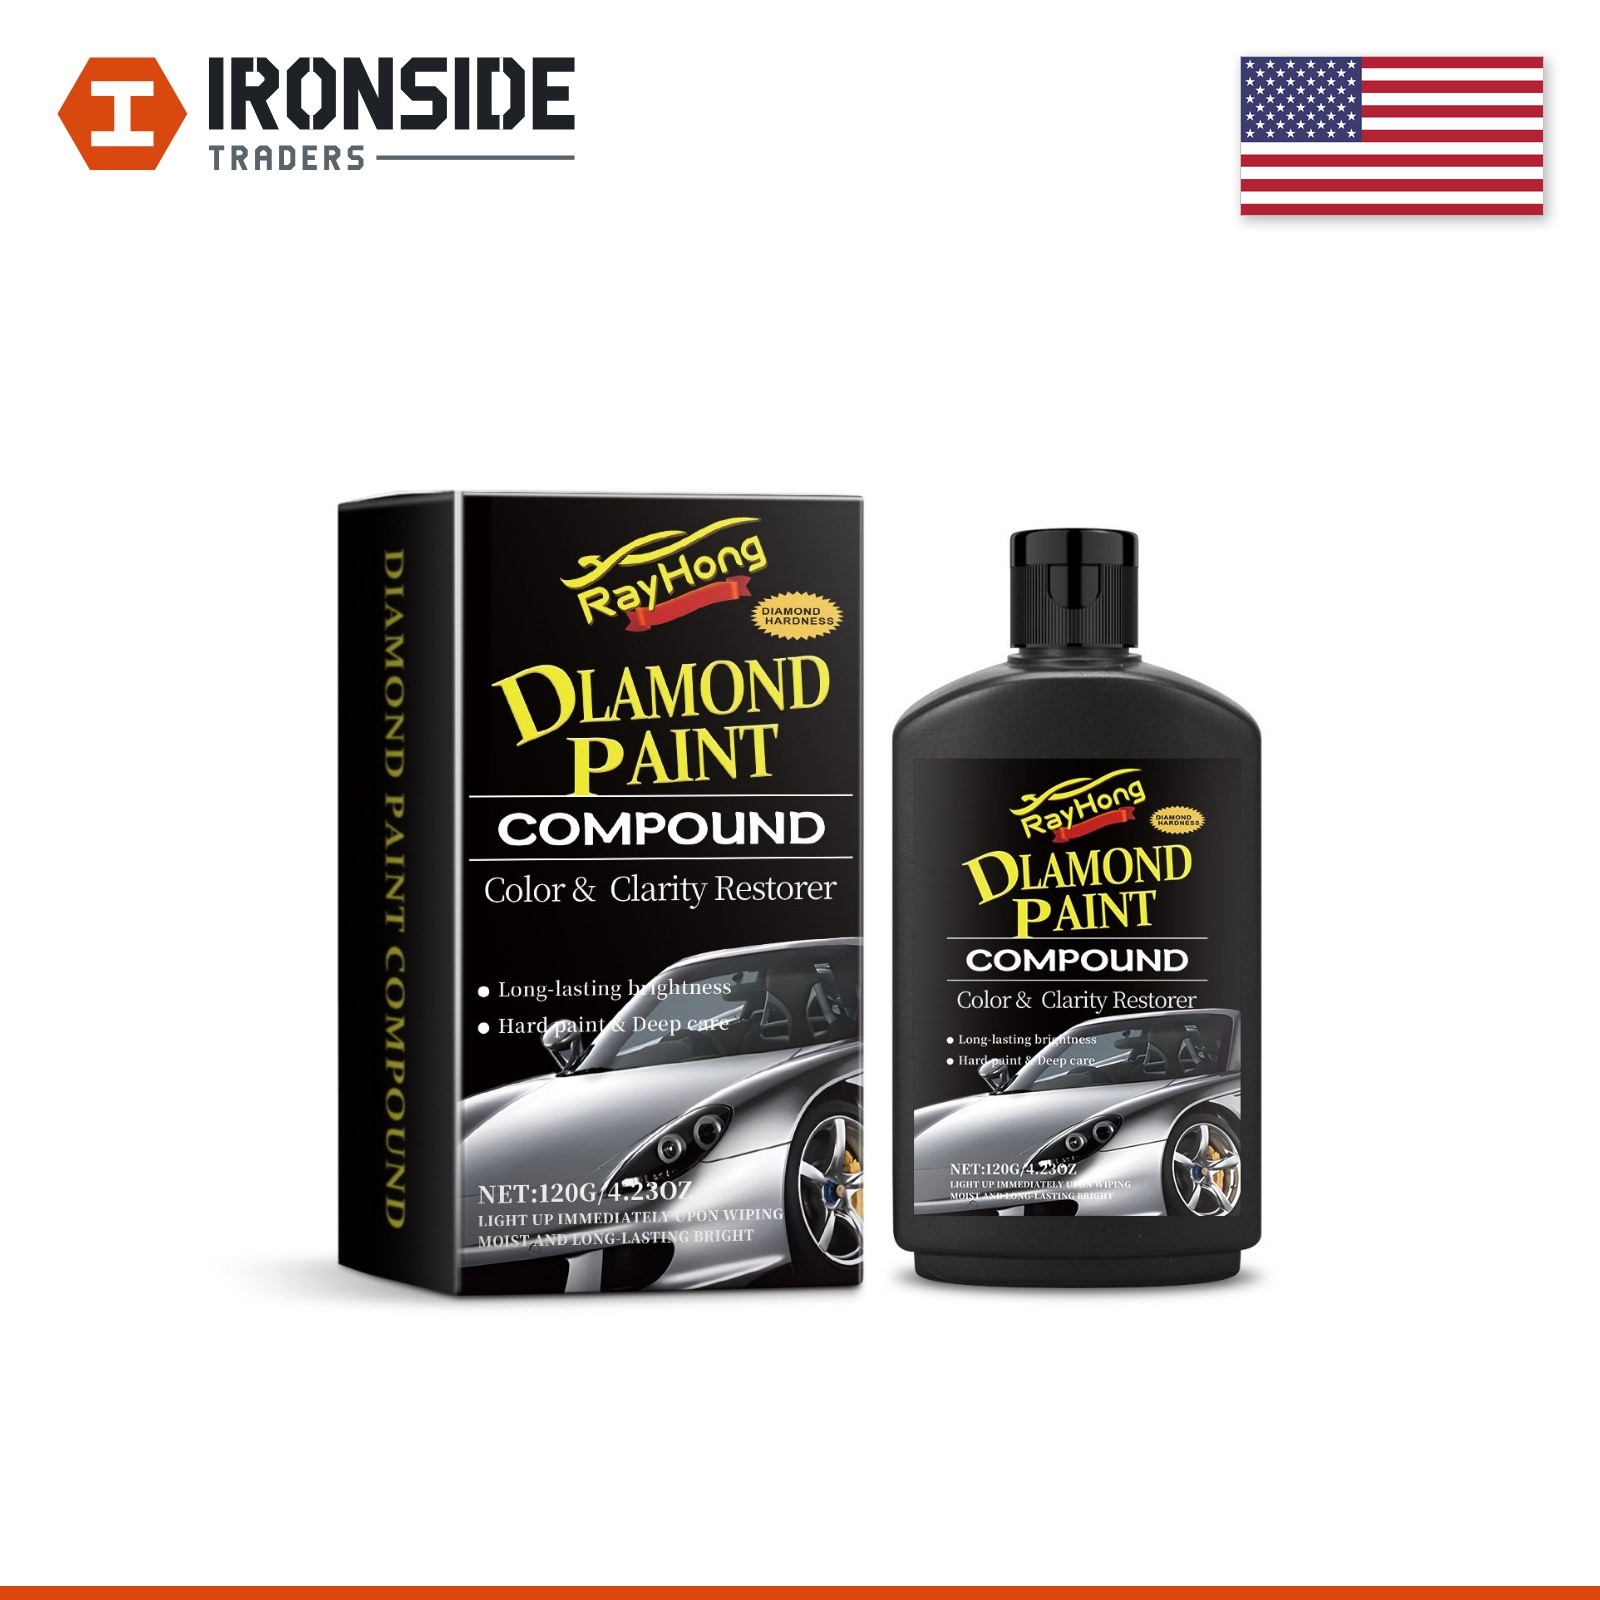 IRONSIDE
TRADERS
DIAMOND PAINT COMPOUND
RayHong
DIAMOND
HARDNESS
DLAMOND
PAINT
COMPOUND
Color & Clarity Restorer
Long-lasting brightness
Hard paint & Deep care
NET:120G/4.23OZ
LIGHT UP IMMEDIATELY UPON WIPING
MOIST AND LONG-LASTING BRIGHT
RayHong
DIAMOND
HARDNESS
DLAMOND
PAINT
COMPOUND
Color & Clarity Restorer
Long-lasting brightness
Hard paint & Deep care
NET:120G/4.23OZ
LIGHT UP IMMEDIATELY UPON WIPING
MOIST AND LONG-LASTING BRIGHT